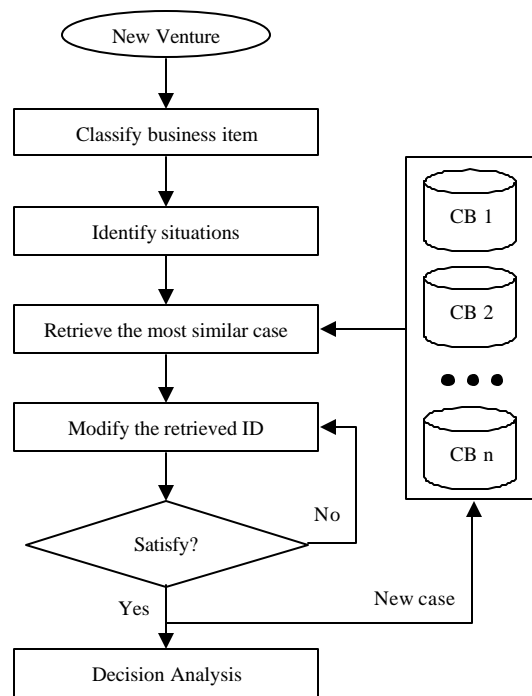 New Venture
Classify business item
Identify situations
Retrieve the most similar case
Modify the retrieved ID
Satisfy?
No
Yes
New case
Decision Analysis
CB 1
CB 2
CB n